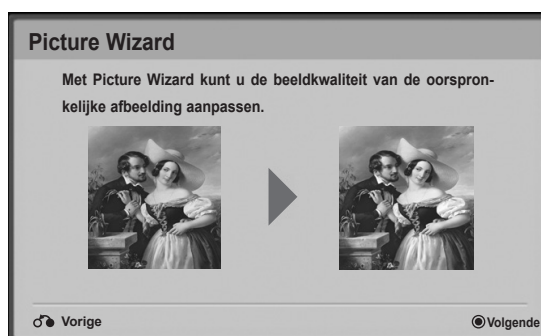 Picture Wizard
Met Picture Wizard kunt u de beeldkwaliteit van de oorspron-
kelijke afbeelding aanpassen.
Vorige
Volgende